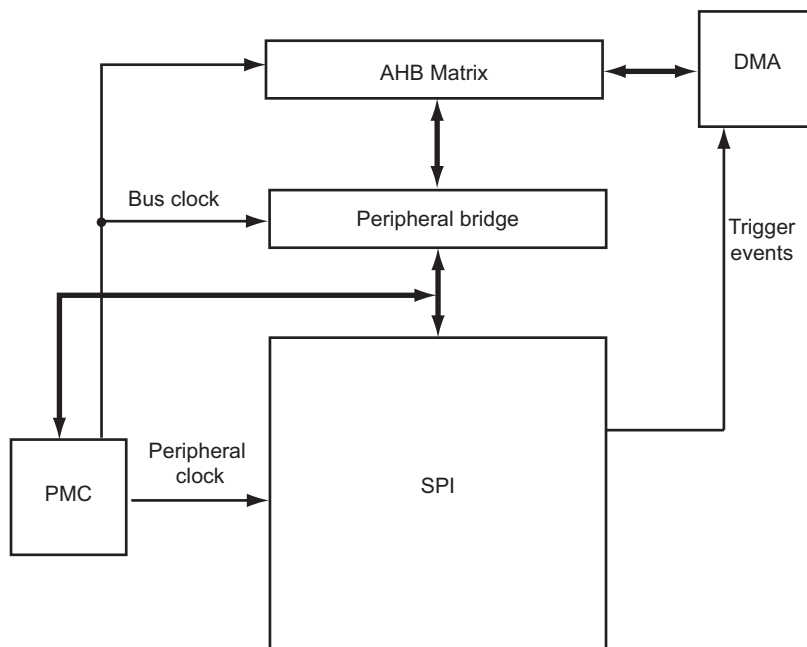 AHB Matrix
DMA
Bus clock
Peripheral bridge
Trigger
events
Peripheral
clock
PMC
SPI